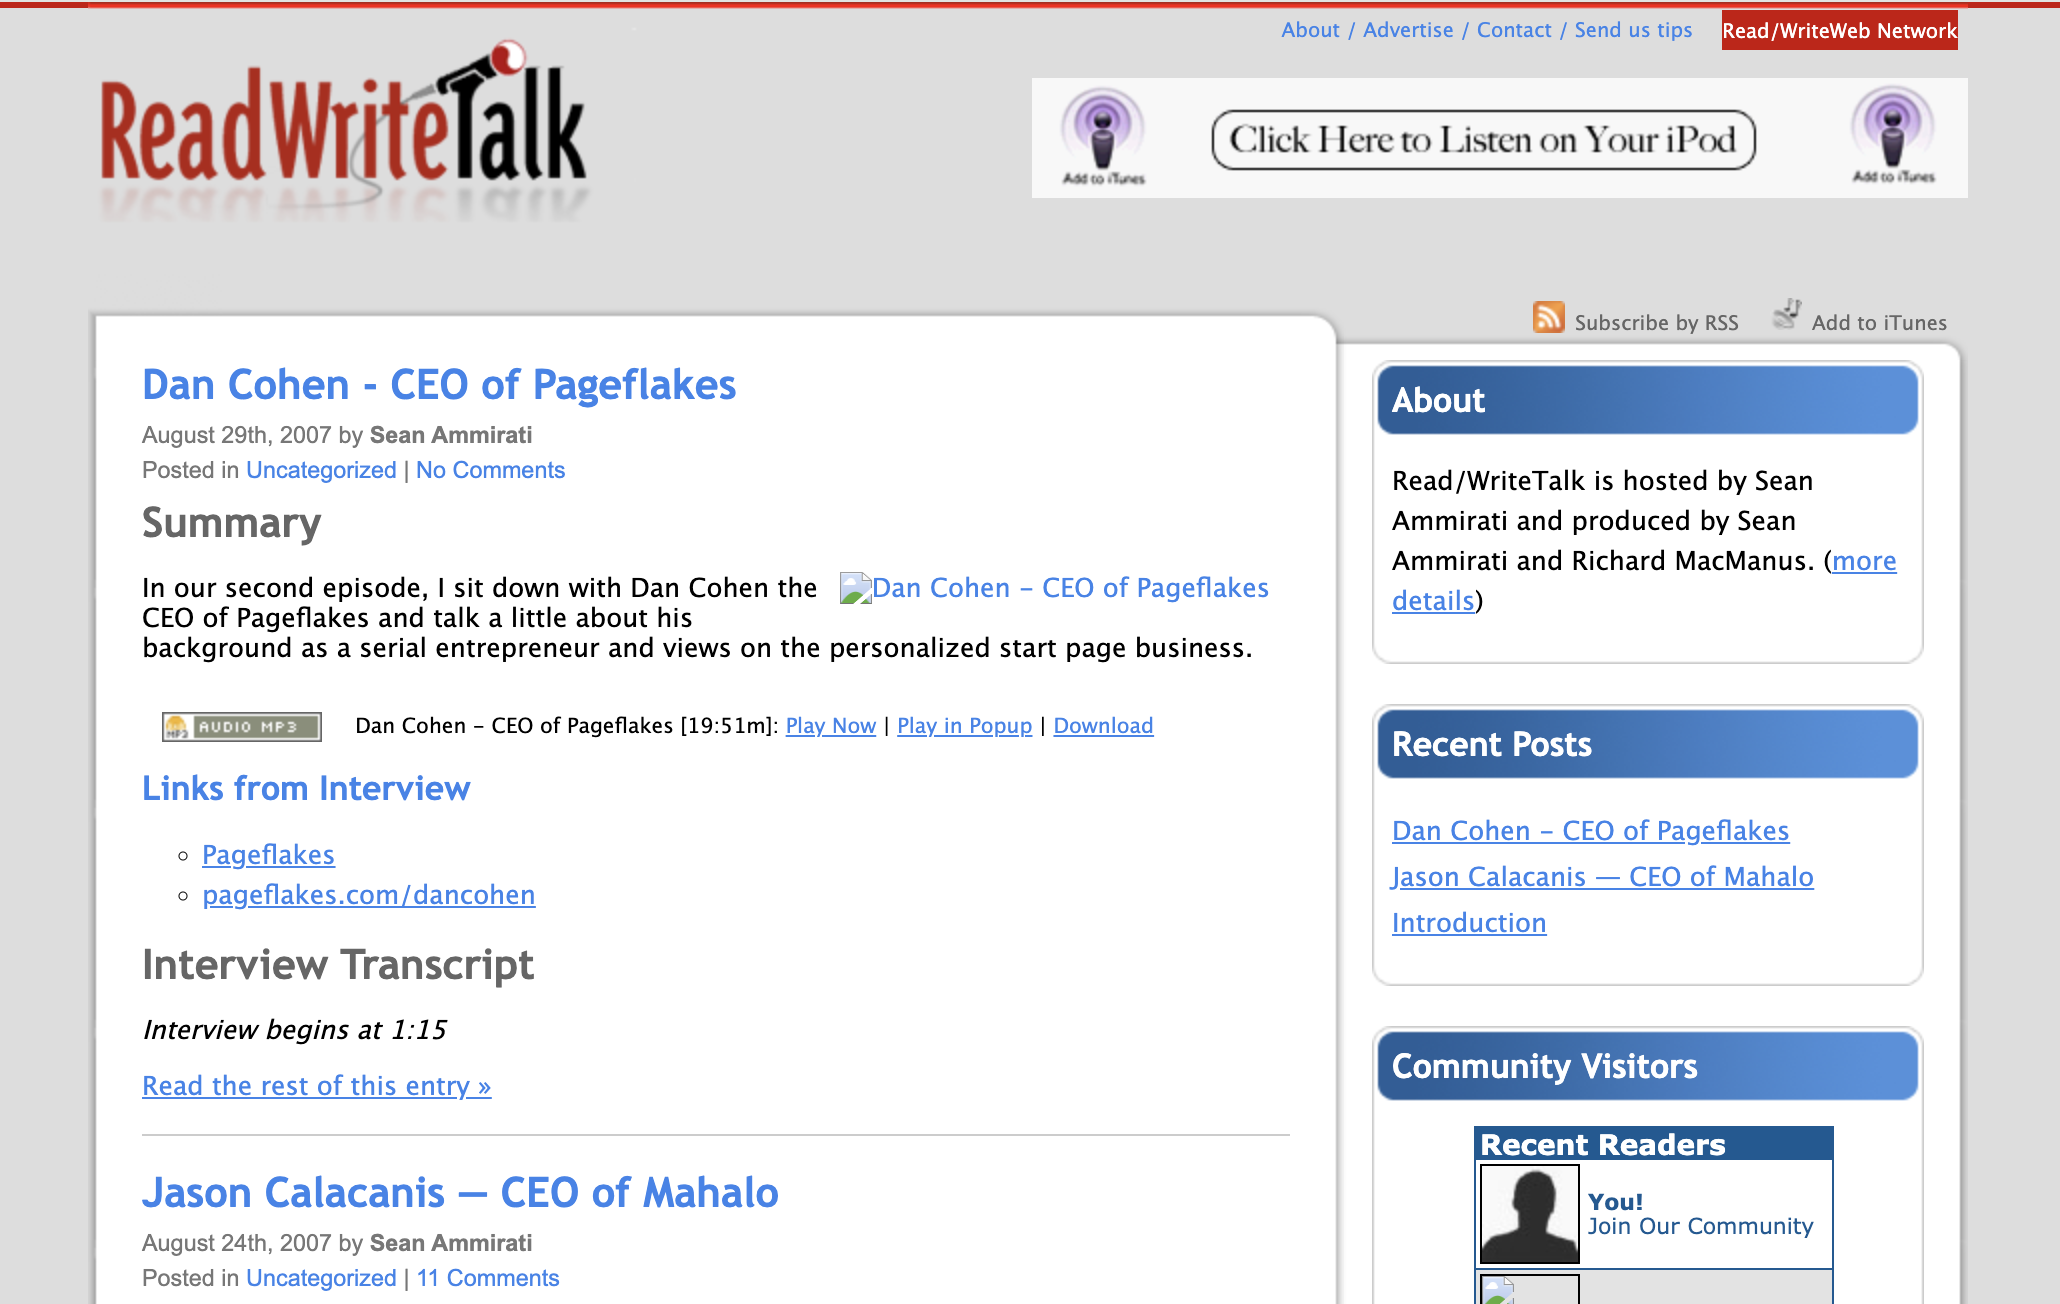 About / Advertise / Contact / Send us tips
Read/WriteWeb Network
ReadWriteTalk
Add to iTunes
Click Here to Listen on Your iPod
Add to iTunes
Subscribe by RSS
Add to iTunes
Dan Cohen - CEO of Pageflakes
August 29th, 2007 by Sean Ammirati
Posted in Uncategorized | No Comments
Summary
In our second episode, I sit down with Dan Cohen the
CEO of Pageflakes and talk a little about his
background as a serial entrepreneur and views on the personalized start page business.
Dan Cohen – CEO of Pageflakes
AUDIO MP3
Dan Cohen – CEO of Pageflakes [19:51m]: Play Now | Play in Popup | Download
Links from Interview
Pageflakes
pageflakes.com/dancohen
Interview Transcript
Interview begins at 1:15
Read the rest of this entry »
Jason Calacanis — CEO of Mahalo
August 24th, 2007 by Sean Ammirati
Posted in Uncategorized | 11 Comments
About
Read/WriteTalk is hosted by Sean
Ammirati and produced by Sean
Ammirati and Richard MacManus. (more
details)
Recent Posts
Dan Cohen – CEO of Pageflakes
Jason Calacanis — CEO of Mahalo
Introduction
Community Visitors
Recent Readers
You!
Join Our Community